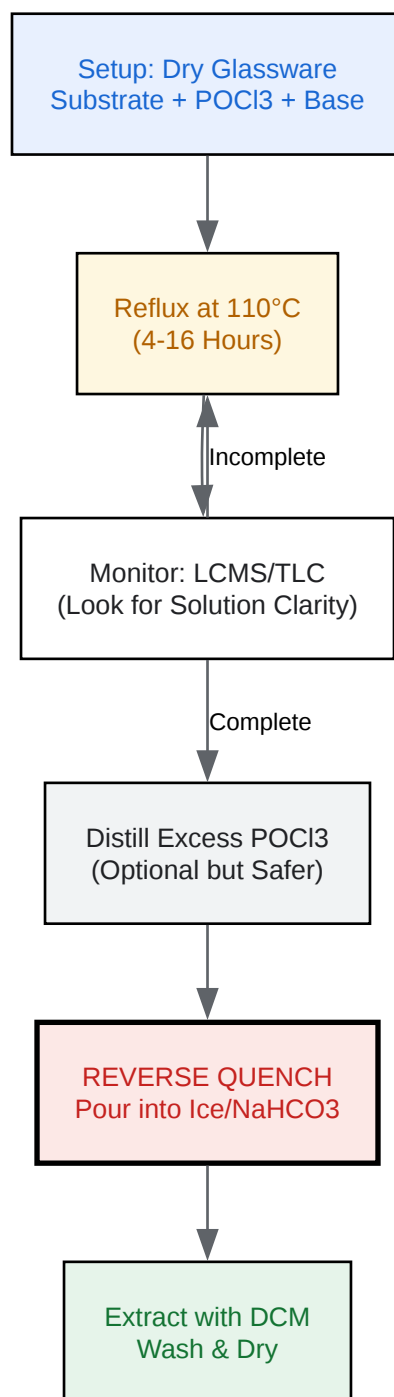 Setup: Dry Glassware
Substrate + POCl3 + Base
Reflux at 110°C
(4-16 Hours)
Incomplete
Monitor: LCMS/TLC
(Look for Solution Clarity)
Complete
Distill Excess POCl3
(Optional but Safer)
REVERSE QUENCH
Pour into Ice/NaHCO3
Extract with DCM
Wash & Dry